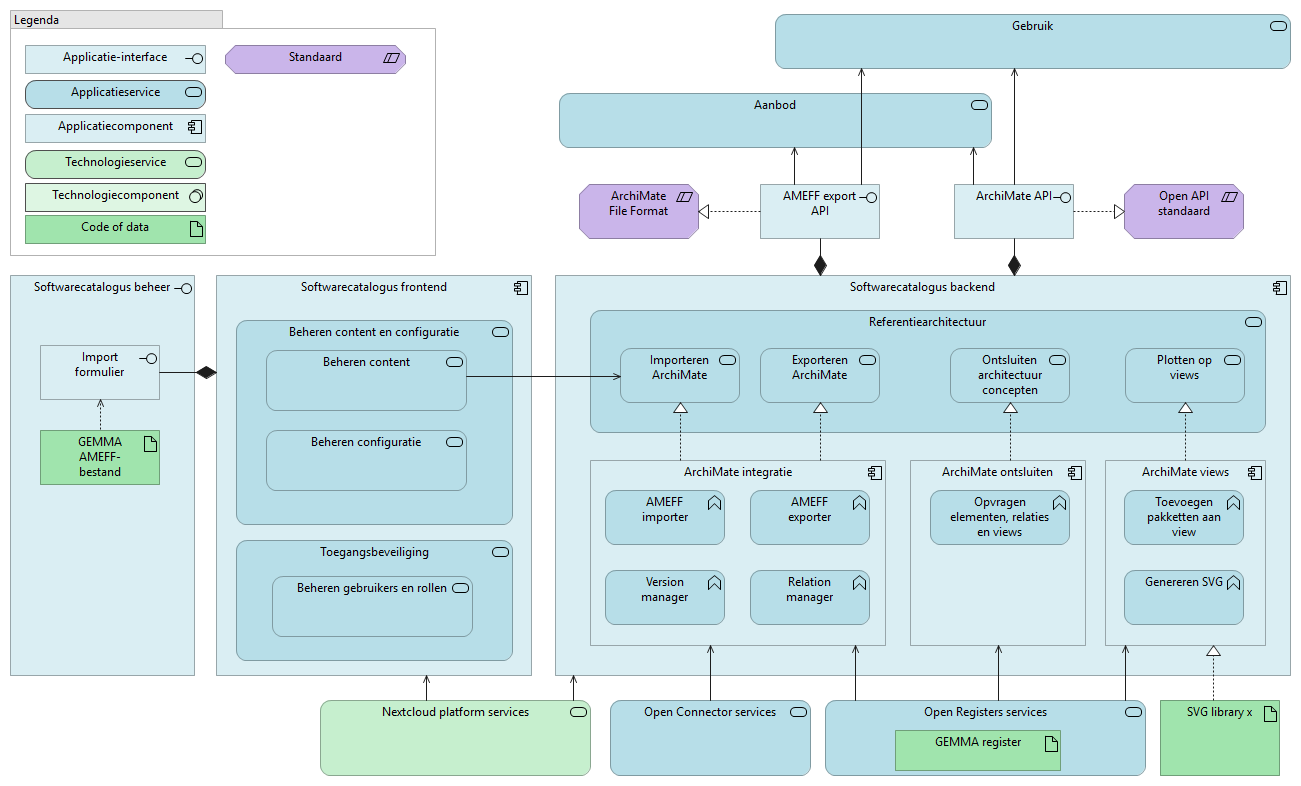 Legenda
Applicatie-interface
Standaard
Applicatieservice
Applicatiecomponent
Technologieservice
Technologiecomponent
Code of data
Gebruik
Aanbod
ArchiMate
File Format
AMEFF export
API
ArchiMate API
Open API
standaard
Softwarecatalogus beheer
Import
formulier
GEMMA
AMEFF-
bestand
Softwarecatalogus frontend
Beheren content en configuratie
Beheren content
Beheren configuratie
Toegangsbeveiliging
Beheren gebruikers en rollen
Softwarecatalogus backend
Referentiearchitectuur
Importeren
ArchiMate
Exporteren
ArchiMate
Ontsluiten
architectuur
concepten
Plotten op
views
ArchiMate integratie
AMEFF
importer
AMEFF
exporter
Version
manager
Relation
manager
ArchiMate ontsluiten
Opvragen
elementen, relaties
en views
ArchiMate views
Toevoegen
pakketten aan
view
Genereren SVG
Nextcloud platform services
Open Connector services
Open Registers services
GEMMA register
SVG library x